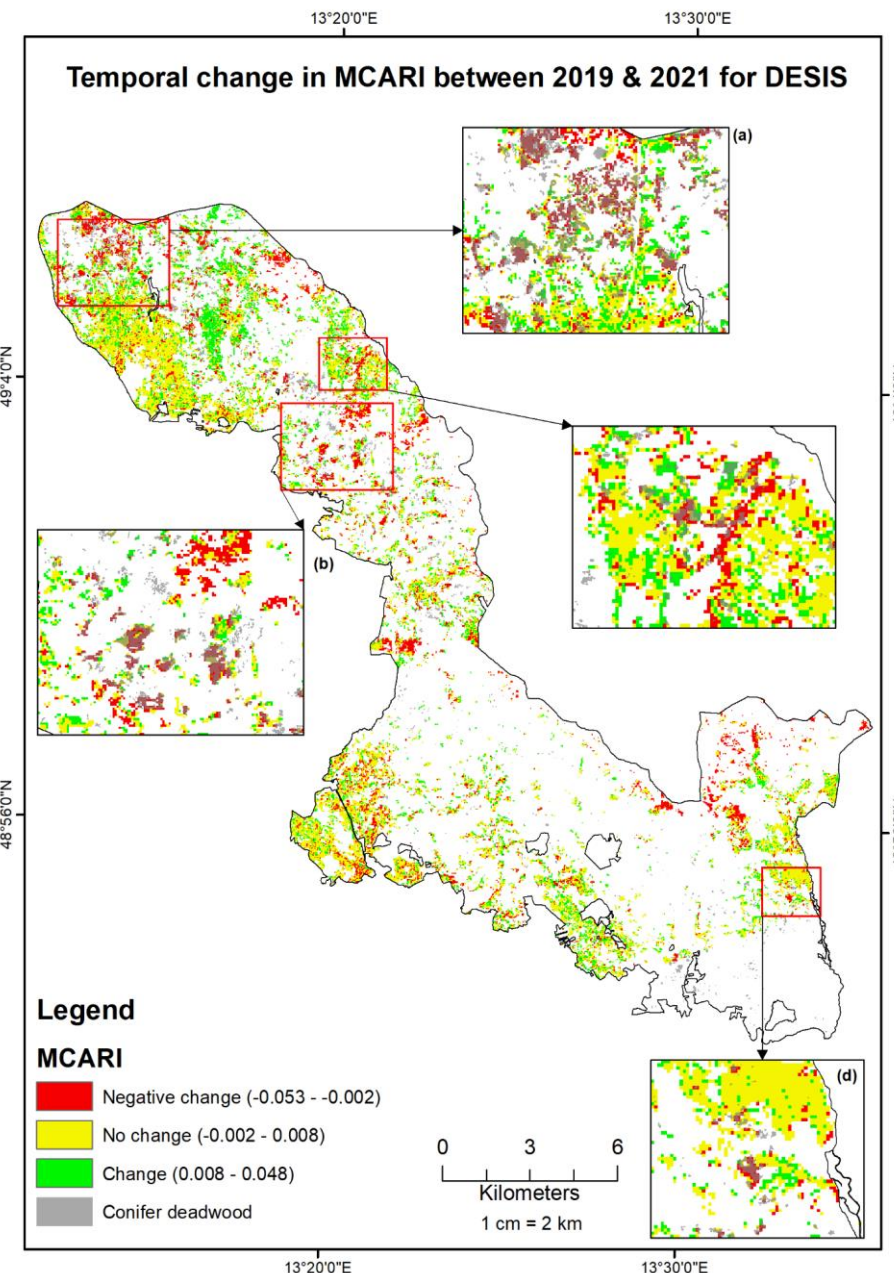 13°20'0"E
13°30'0"E
Temporal change in MCARI between 2019 & 2021 for DESIS
(a)
49°4'0"N
(b)
48°56'0"N
Legend
MCARI
Negative change (-0.053 - -0.002)
No change (-0.002 - 0.008)
Change (0.008 - 0.048)
Conifer deadwood
0 3 6
Kilometers
1 cm = 2 km
(d)
13°20'0"E
13°30'0"E